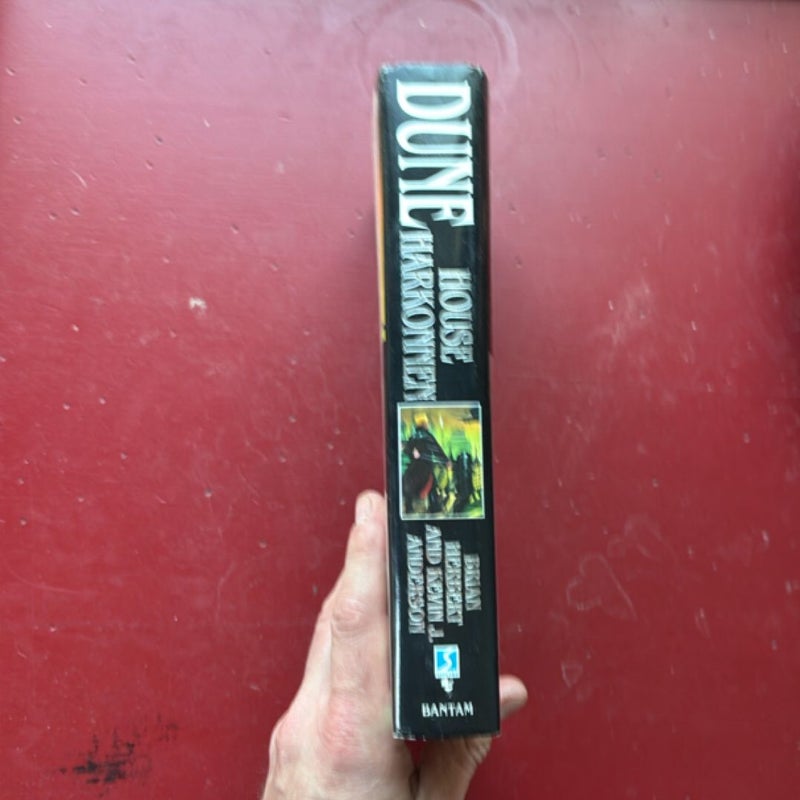 DUNE
HOUSE
HARKONNEN
BRIAN
HERBERT
AND KEVIN J.
ANDERSON
S
BANTAM